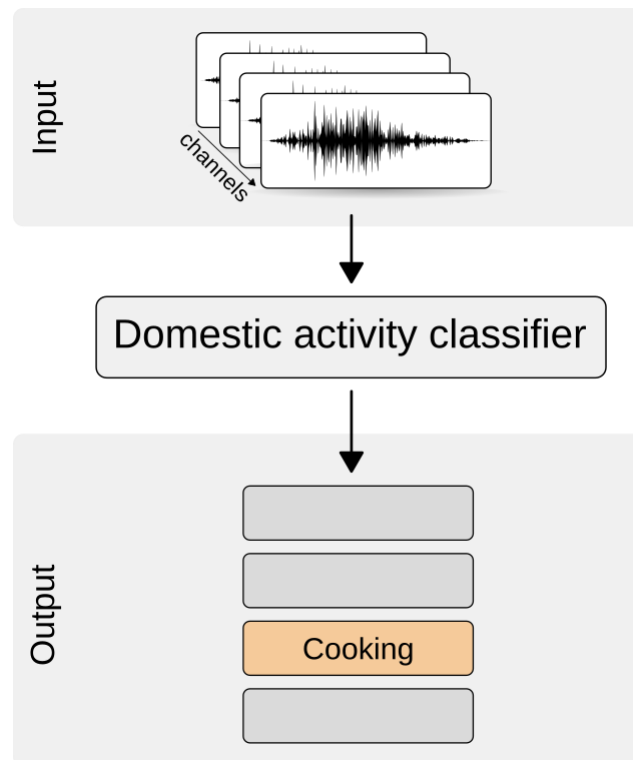 Input
channels
Domestic activity classifier
Output
Cooking